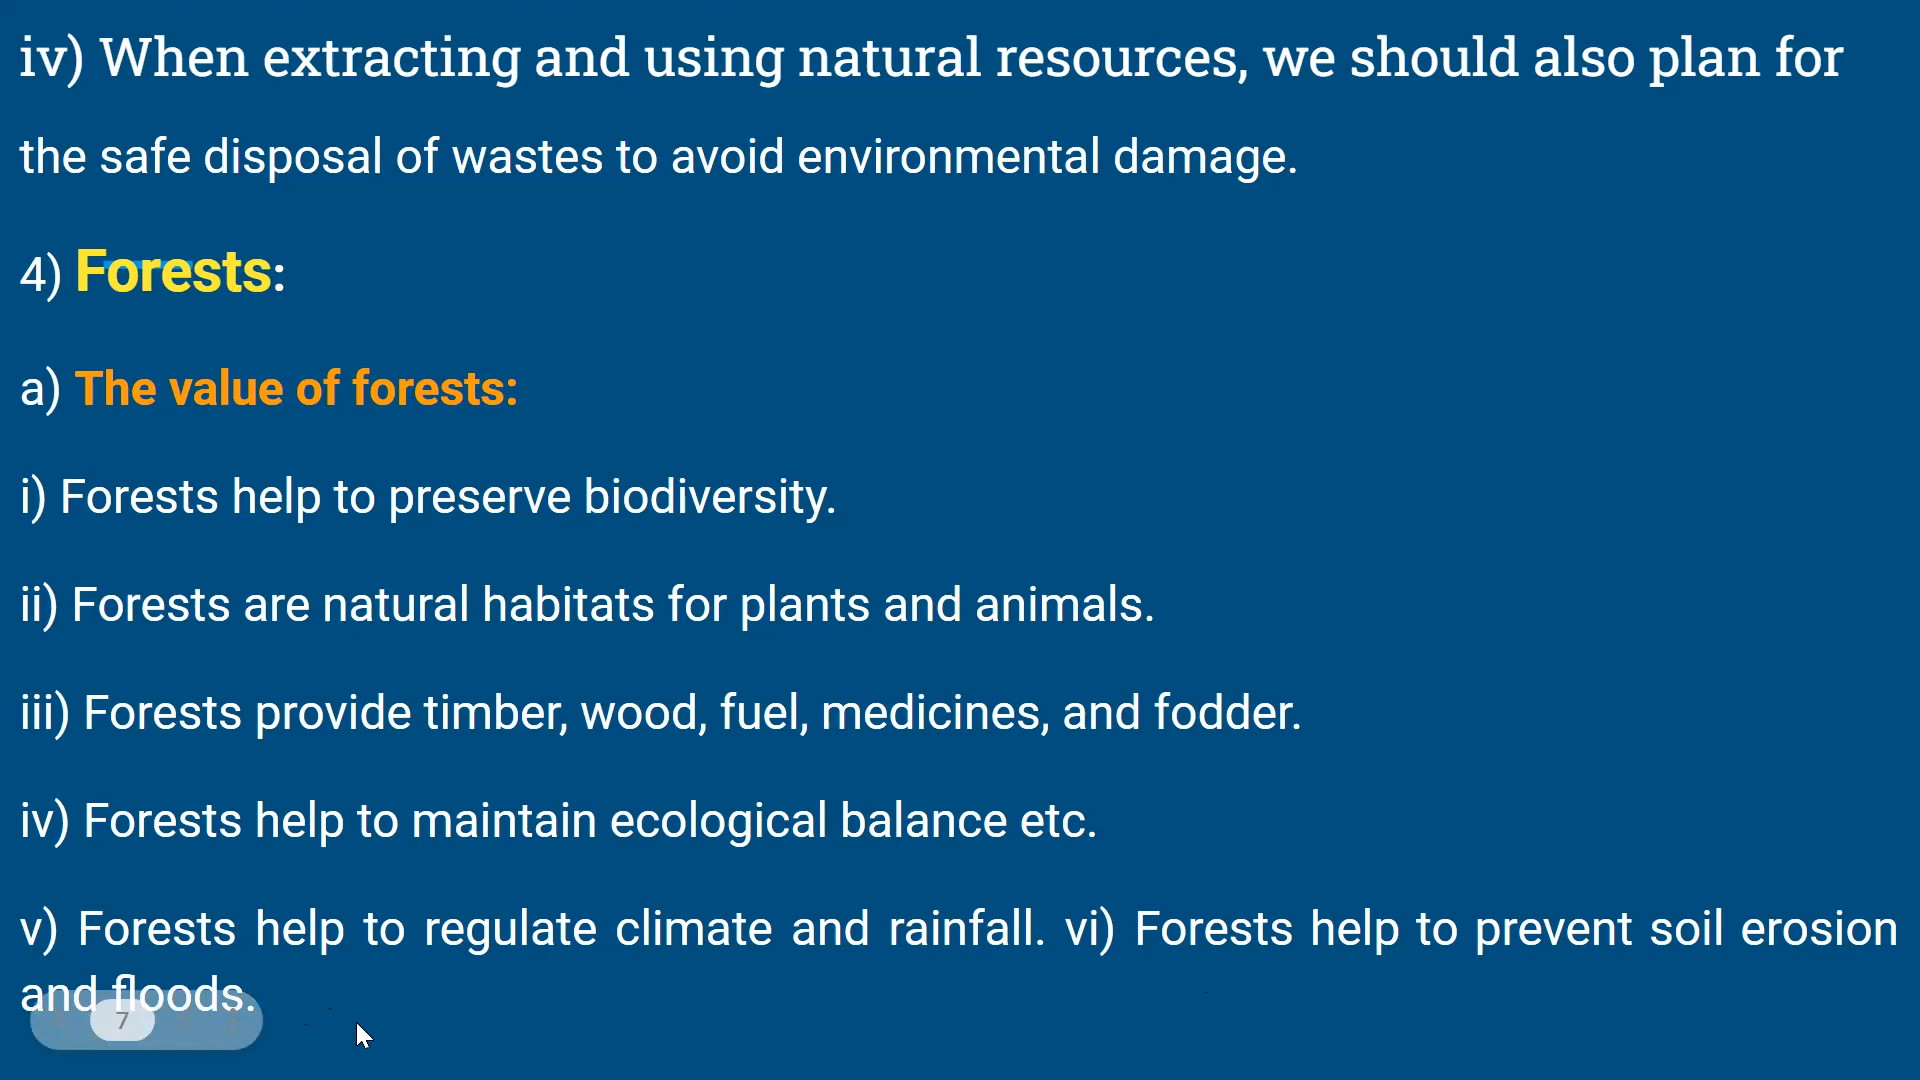 iv) When extracting and using natural resources, we should also plan for
the safe disposal of wastes to avoid environmental damage.
4) Forests:
a) The value of forests:
i) Forests help to preserve biodiversity.
ii) Forests are natural habitats for plants and animals.
iii) Forests provide timber, wood, fuel, medicines, and fodder.
iv) Forests help to maintain ecological balance etc.
v) Forests help to regulate climate and rainfall. vi) Forests help to prevent soil erosion
and floods.
7